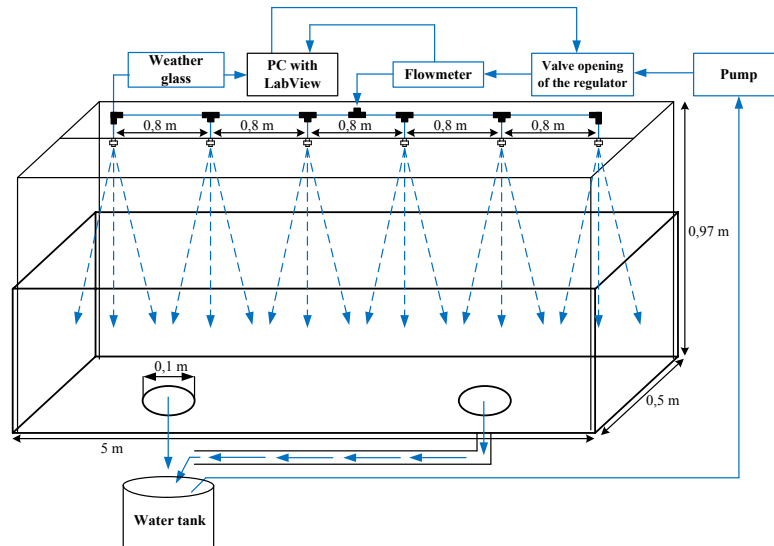 Weather
glass
PC with
LabView
Flowmeter
Valve opening
of the regulator
Pump
0,8 m
0,8 m
0,8 m
0,8 m
0,8 m
0,97 m
0,1 m
0,5 m
5 m
Water tank